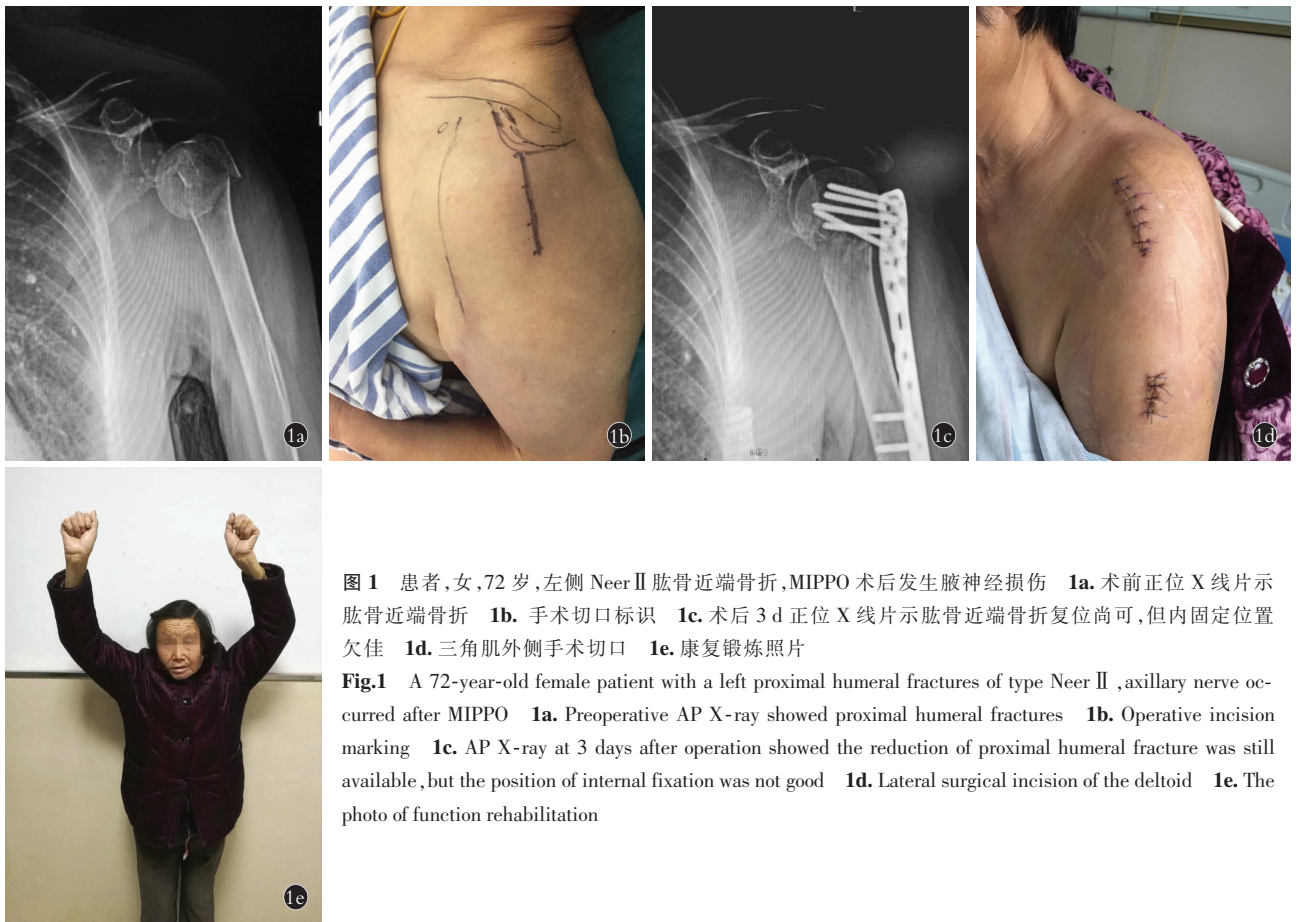 1a
1b
1c
1d
1e
图 1 患者,女,72 岁,左侧 NeerⅡ肱骨近端骨折,MIPPO 术后发生腋神经损伤 1a. 术前正位 X 线片示
肱骨近端骨折 1b. 手术切口标识 1c. 术后 3 d 正位 X 线片示肱骨近端骨折复位尚可,但内固定位置
欠佳 1d. 三角肌外侧手术切口 1e. 康复锻炼照片
Fig.1 A 72-year-old female patient with a left proximal humeral fractures of type Neer Ⅱ ,axillary nerve oc-
curred after MIPPO 1a. Preoperative AP X-ray showed proximal humeral fractures 1b. Operative incision
marking 1c. AP X-ray at 3 days after operation showed the reduction of proximal humeral fracture was still
available,but the position of internal fixation was not good 1d. Lateral surgical incision of the deltoid 1e. The
photo of function rehabilitation